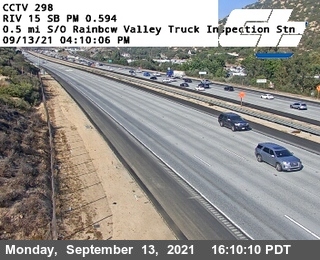 CCTV 298
RIV 15 SB PM 0.594
0.5 mi S/O Rainbcw Valley Truck Inspection Stn
09/13/21 04:10:06 PM
Monday, September 13, 2021 16:10:10 PDT